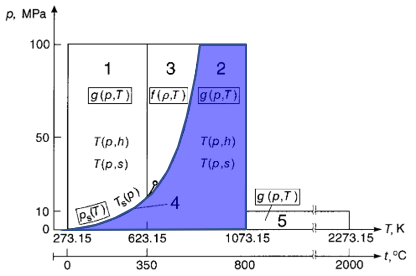 p, MPa
100
1
3
2
g(p,T)
f(ρ,T)
g(p,T)
50
T(p,h)
T(p,s)
T(p,h)
T(p,s)
pₛ(T)
Tₛ(p)
4
g(p,T)
5
10
0
273.15
623.15
1073.15
2273.15
T, K
0
350
800
2000
t, °C